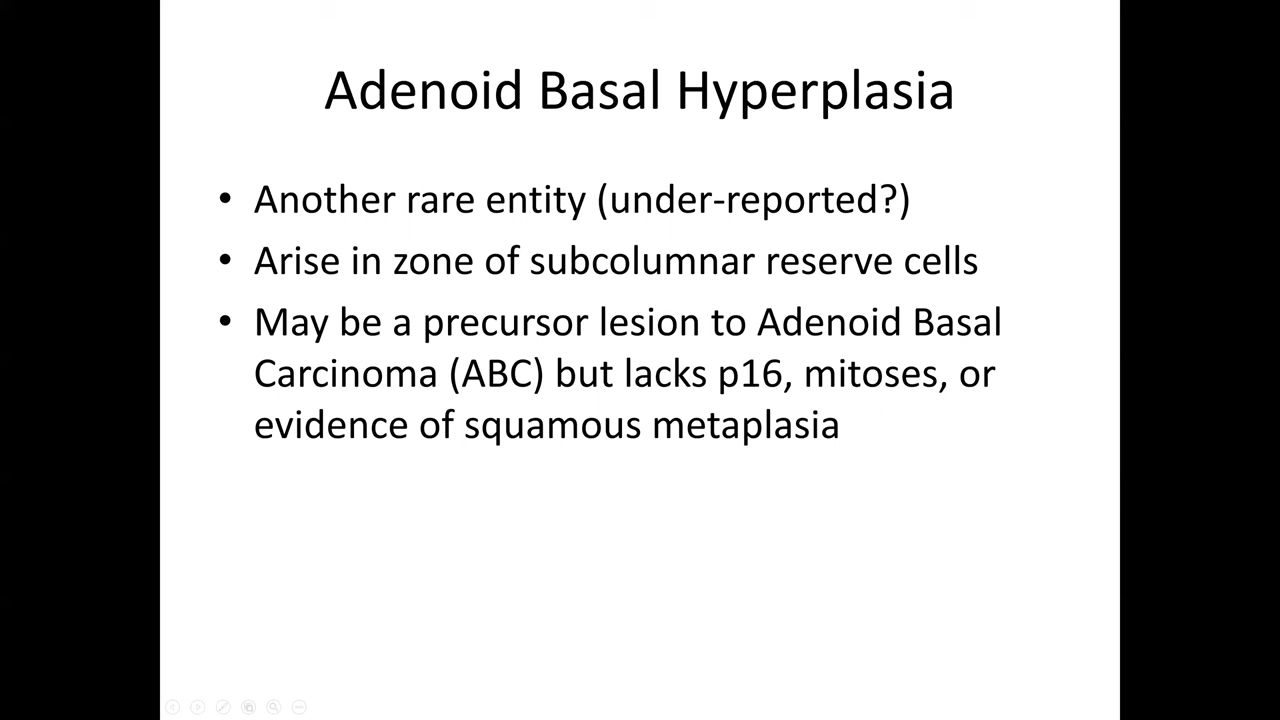 Adenoid Basal Hyperplasia
• Another rare entity (under-reported?)
• Arise in zone of subcolumnar reserve cells
• May be a precursor lesion to Adenoid Basal
Carcinoma (ABC) but lacks p16, mitoses, or
evidence of squamous metaplasia